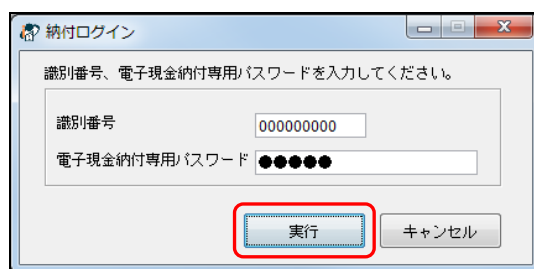 納付ログイン
識別番号、電子現金納付専用パスワードを入力してください。
識別番号 000000000
電子現金納付専用パスワード ●●●●●
実行 キャンセル